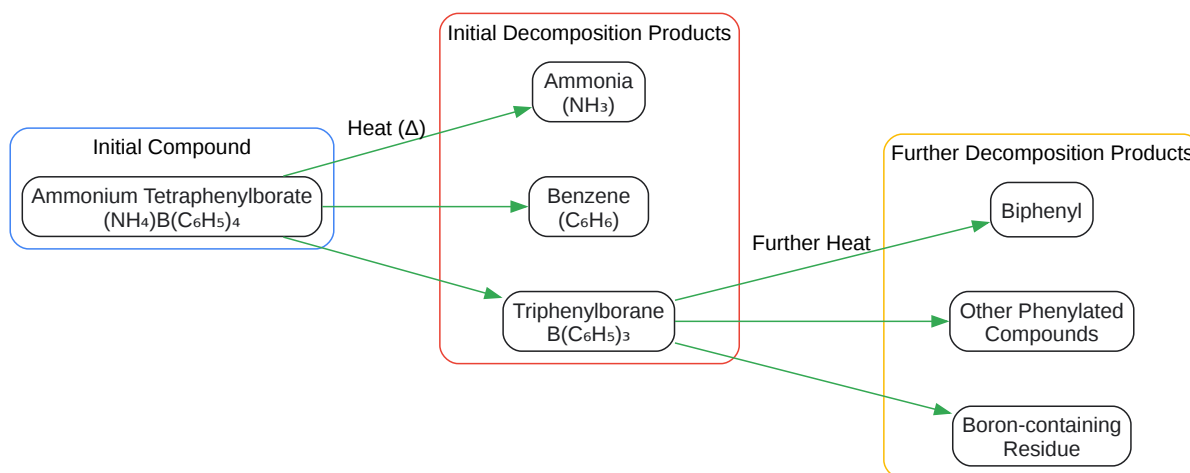 Initial Compound
Ammonium Tetraphenylborate
(NH₄)B(C₆H₅)₄
Heat (Δ)
Initial Decomposition Products
Ammonia
(NH₃)
Benzene
(C₆H₆)
Triphenylborane
B(C₆H₅)₃
Further Heat
Further Decomposition Products
Biphenyl
Other Phenylated
Compounds
Boron-containing
Residue